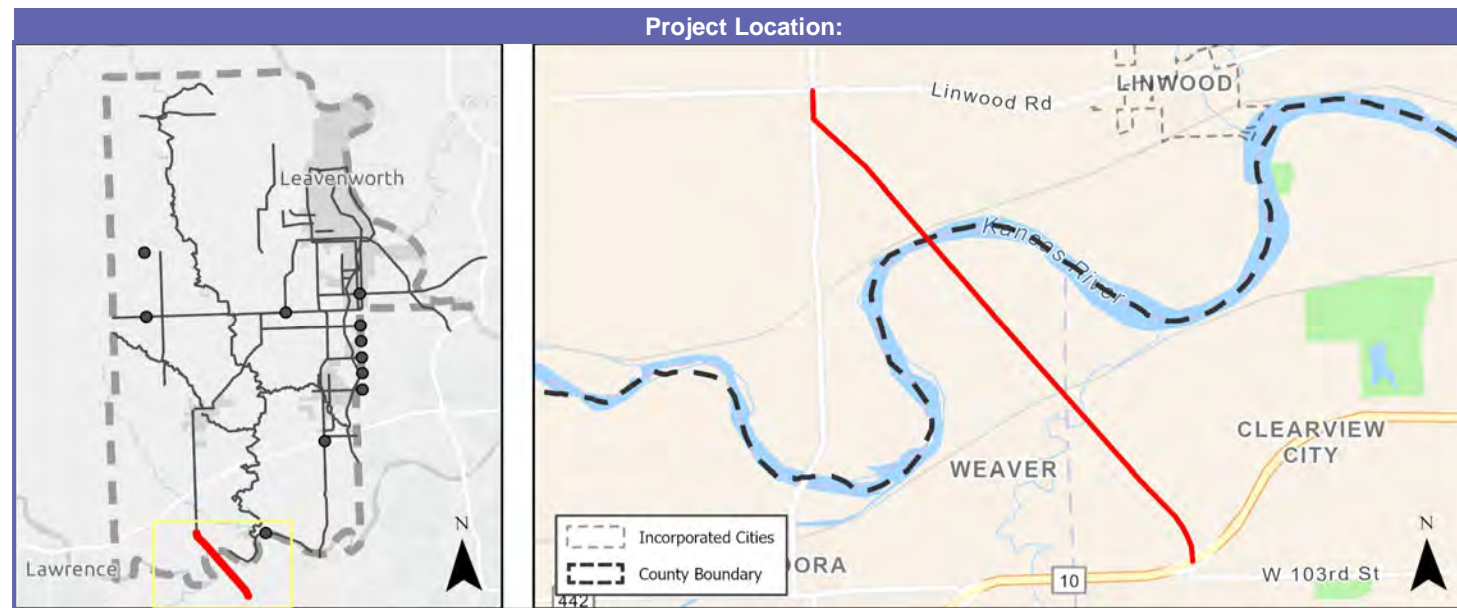 Project Location:
Leavenworth
Lawrence
N
LINWOOD
Linwood Rd
Kansas River
WEAVER
CLEARVIEW
CITY
DORA
10
442
W 103rd St
N
Incorporated Cities
County Boundary